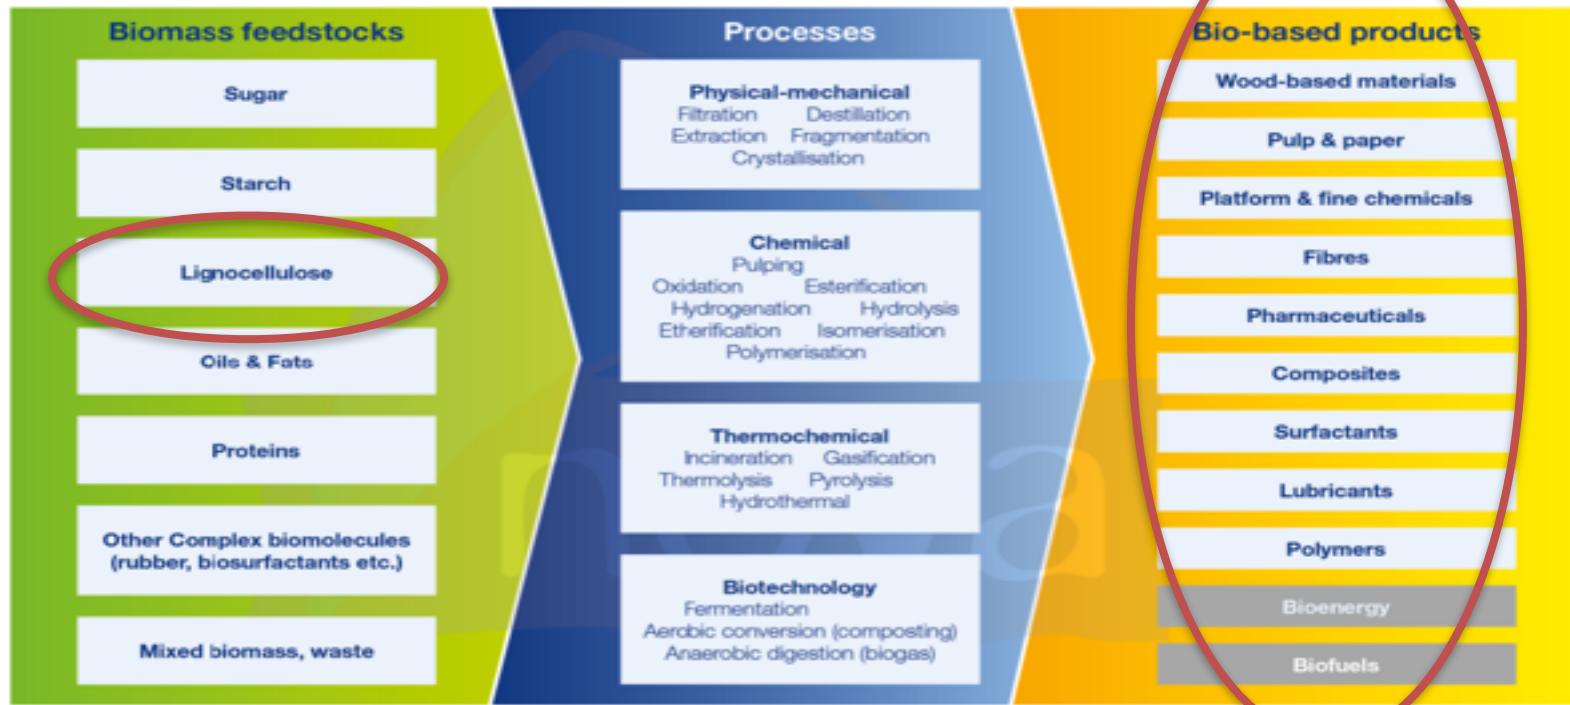 Biomass feedstocks
Sugar
Starch
Lignocellulose
Oils & Fats
Proteins
Other Complex biomolecules
(rubber, biosurfactants etc.)
Mixed biomass, waste
Processes
Physical-mechanical
Filtration Destillation
Extraction Fragmentation
Crystallisation
Chemical
Pulping
Oxidation Esterification
Hydrogenation Hydrolysis
Etherification Isomerisation
Polymerisation
Thermochemical
Incineration Gasification
Thermolysis Pyrolysis
Hydrothermal
Biotechnology
Fermentation
Aerobic conversion (composting)
Anaerobic digestion (biogas)
Bio-based products
Wood-based materials
Pulp & paper
Platform & fine chemicals
Fibres
Pharmaceuticals
Composites
Surfactants
Lubricants
Polymers
Bioenergy
Biofuels